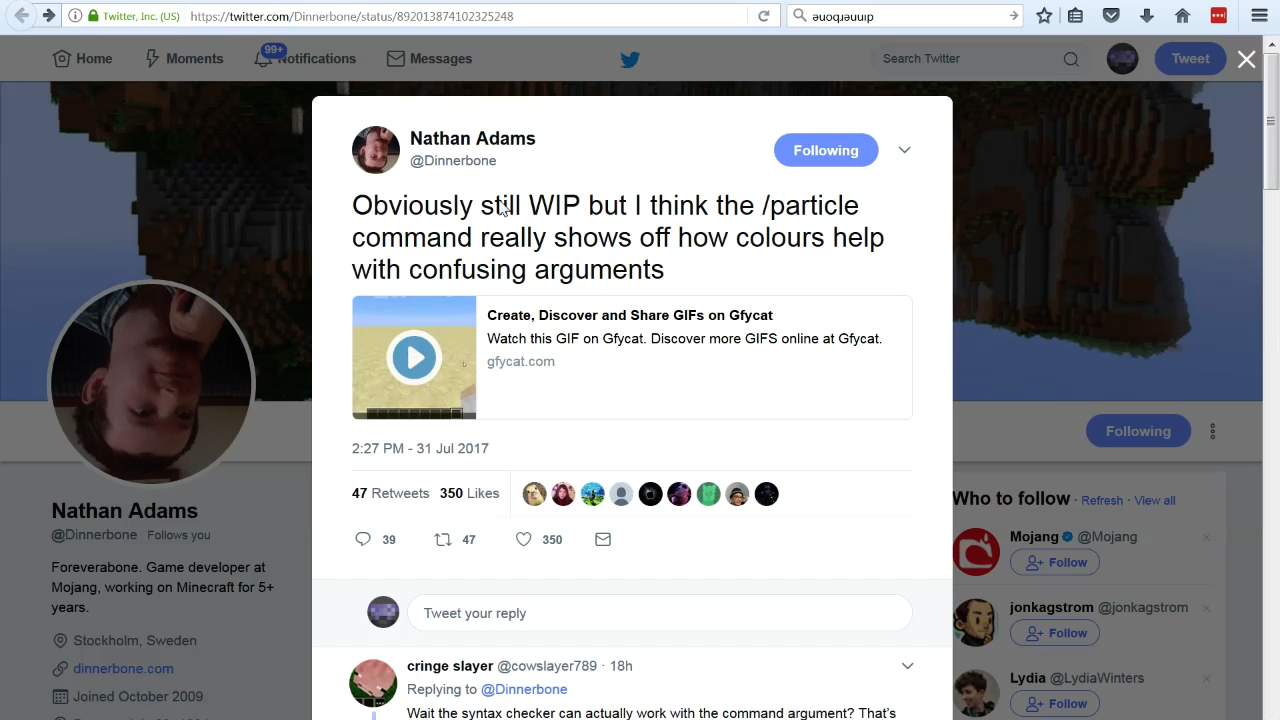 Twitter, Inc. (US)
https://twitter.com/Dinnerbone/status/892013874102325248
ǝuoqɹǝuuip
Home
Moments
99+
Notifications
Messages
Search Twitter
Tweet
Nathan Adams
@Dinnerbone
Following
Obviously still WIP but I think the /particle
command really shows off how colours help
with confusing arguments
Create, Discover and Share GIFs on Gfycat
Watch this GIF on Gfycat. Discover more GIFS online at Gfycat.
gfycat.com
2:27 PM - 31 Jul 2017
47 Retweets 350 Likes
39 47 350
Tweet your reply
cringe slayer @cowslayer789 · 18h
Replying to @Dinnerbone
Wait the syntax checker can actually work with the command argument? That's
Nathan Adams
@Dinnerbone Follows you
Foreverabone. Game developer at
Mojang, working on Minecraft for 5+
years.
Stockholm, Sweden
dinnerbone.com
Joined October 2009
Following
Who to follow · Refresh · View all
Mojang @Mojang
Follow
jonkagstrom @jonkagstrom
Follow
Lydia @LydiaWinters
Follow